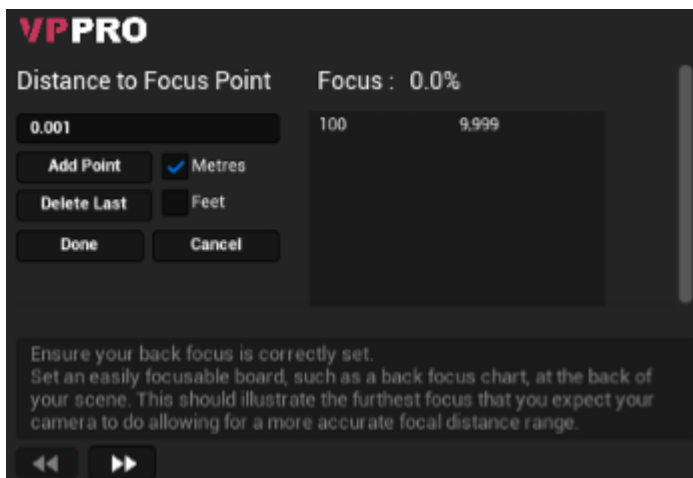 VPPRO
Distance to Focus Point
Focus : 0.0%
0.001
100 9,999
Add Point
Metres
Delete Last
Feet
Done
Cancel
Ensure your back focus is correctly set.
Set an easily focusable board, such as a back focus chart, at the back of
your scene. This should illustrate the furthest focus that you expect your
camera to do allowing for a more accurate focal distance range.